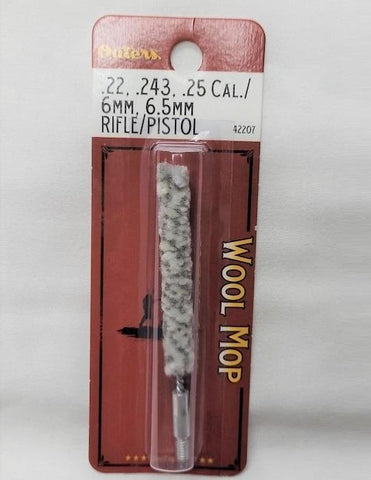 Outers
.22, .243, .25 CAL./
6MM, 6.5MM
RIFLE/PISTOL
42207
WOOL MOP